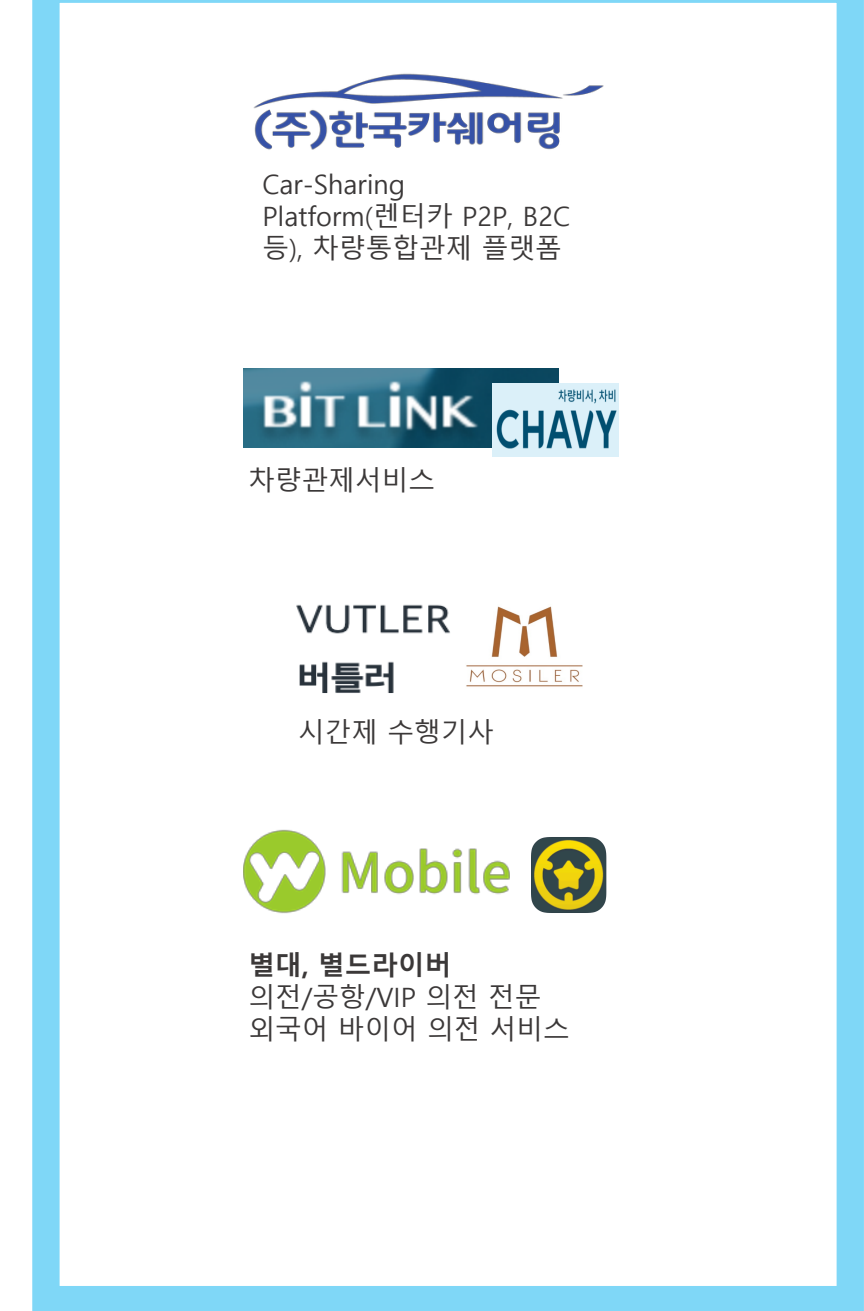 (주)한국카쉐어링
Car-Sharing
Platform(렌터카 P2P, B2C
등), 차량통합관제 플랫폼
BiT LiNK
차량비서, 차비
CHAVY
차량관제서비스
VUTLER
버틀러
MOSILER
시간제 수행기사
Mobile
별대, 별드라이버
의전/공항/VIP 의전 전문
외국어 바이어 의전 서비스